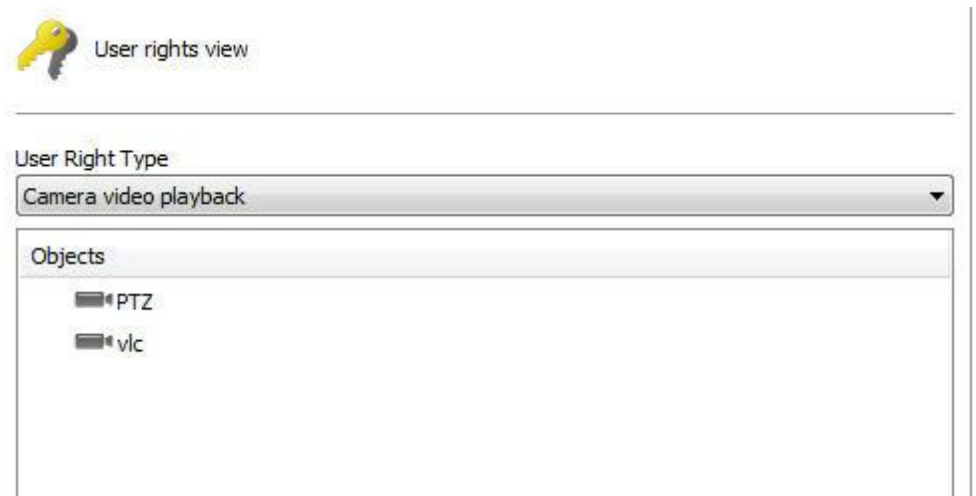 User rights view
User Right Type
Camera video playback
Objects
PTZ
vlc